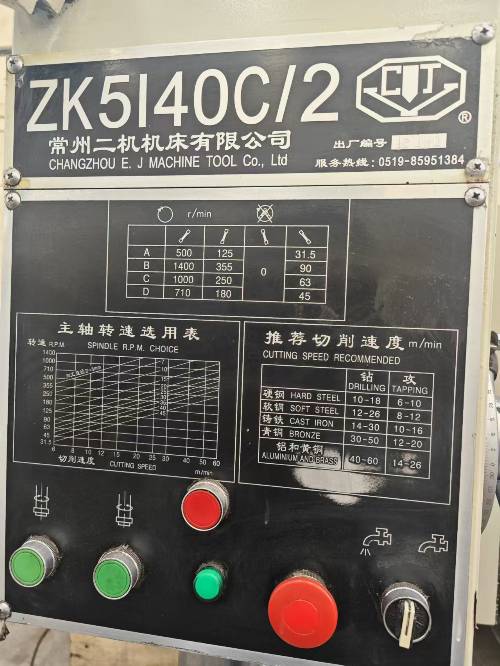 ZK5140C/2
CJT
®
常州二机机床有限公司
出厂编号
CHANGZHOU E. J MACHINE TOOL Co., Ltd
服务热线: 0519-85951384
r/min
A 500 125 31.5
B 1400 355 0 90
C 1000 250 63
D 710 180 45
主轴转速选用表
SPINDLE R.P.M. CHOICE
转速 R.P.M.
1400
1000
710
500
355
250
180
125
90
63
45
31.5
6 8 10 12 15 20 25 30 40 50 60
切削速度 CUTTING SPEED m/min
推荐切削速度 m/min
CUTTING SPEED RECOMMENDED
钻 攻
DRILLING TAPPING
硬钢 HARD STEEL 10-18 6-10
软钢 SOFT STEEL 12-26 8-12
铸铁 CAST IRON 14-30 10-16
青铜 BRONZE 30-50 12-20
铝和黄铜
ALUMINIUM AND BRASS 40-60 14-26